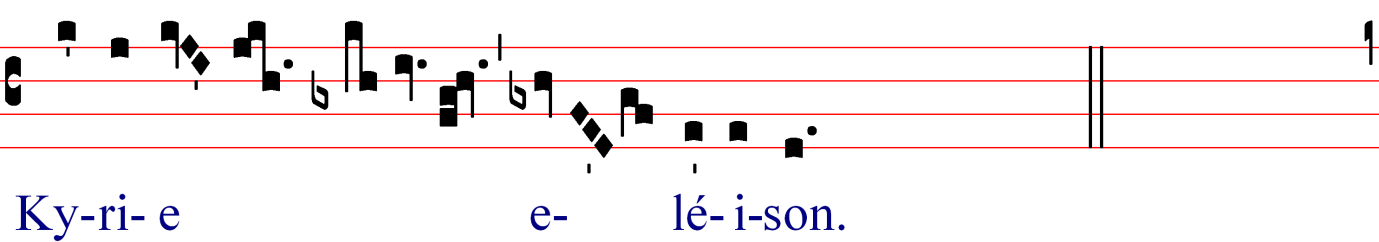 Ky-ri- e e- lé- i-son.